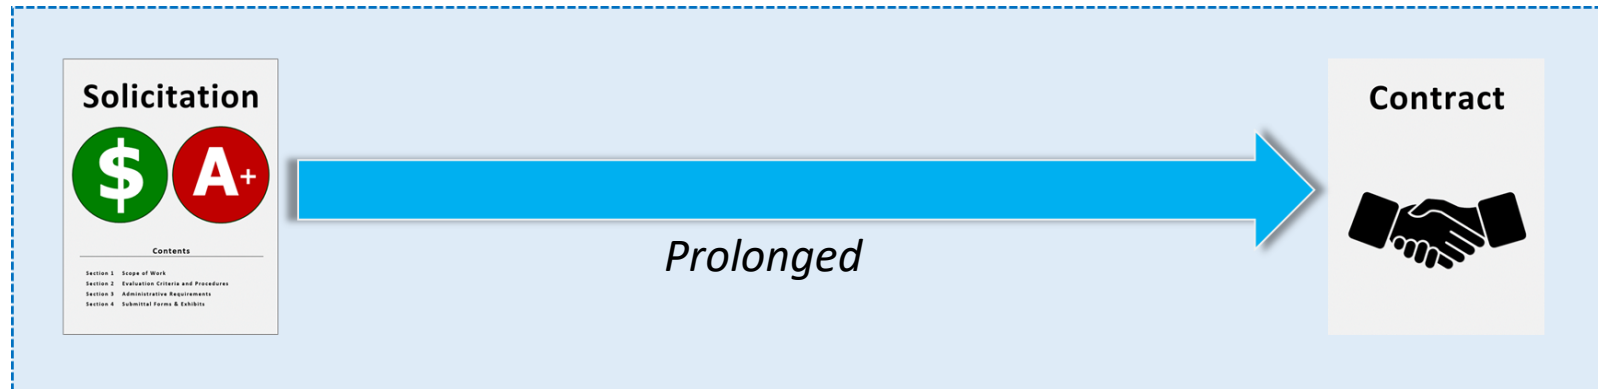 Solicitation
$ A+
Contents
Section 1 Scope of Work
Section 2 Evaluation Criteria and Procedures
Section 3 Administrative Requirements
Section 4 Submittal Forms & Exhibits
Prolonged
Contract